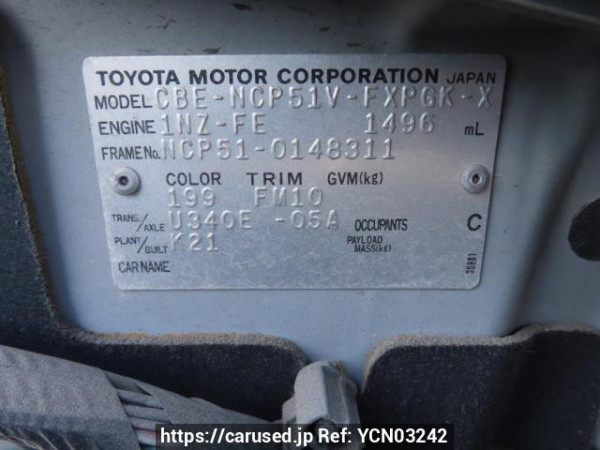 TOYOTA MOTOR CORPORATION JAPAN
MODEL CBE-NCP51V-FXPGK-X
ENGINE 1NZ-FE 1496 mL
FRAME No. NCP51-0148311
COLOR TRIM GVM(kg)
199 FM10
TRANS./AXLE U340E -05A OCCUPANTS C
PLANT/BUILT K21 PAYLOAD MASS(kg)
CAR NAME
https://carused.jp Ref: YCN03242